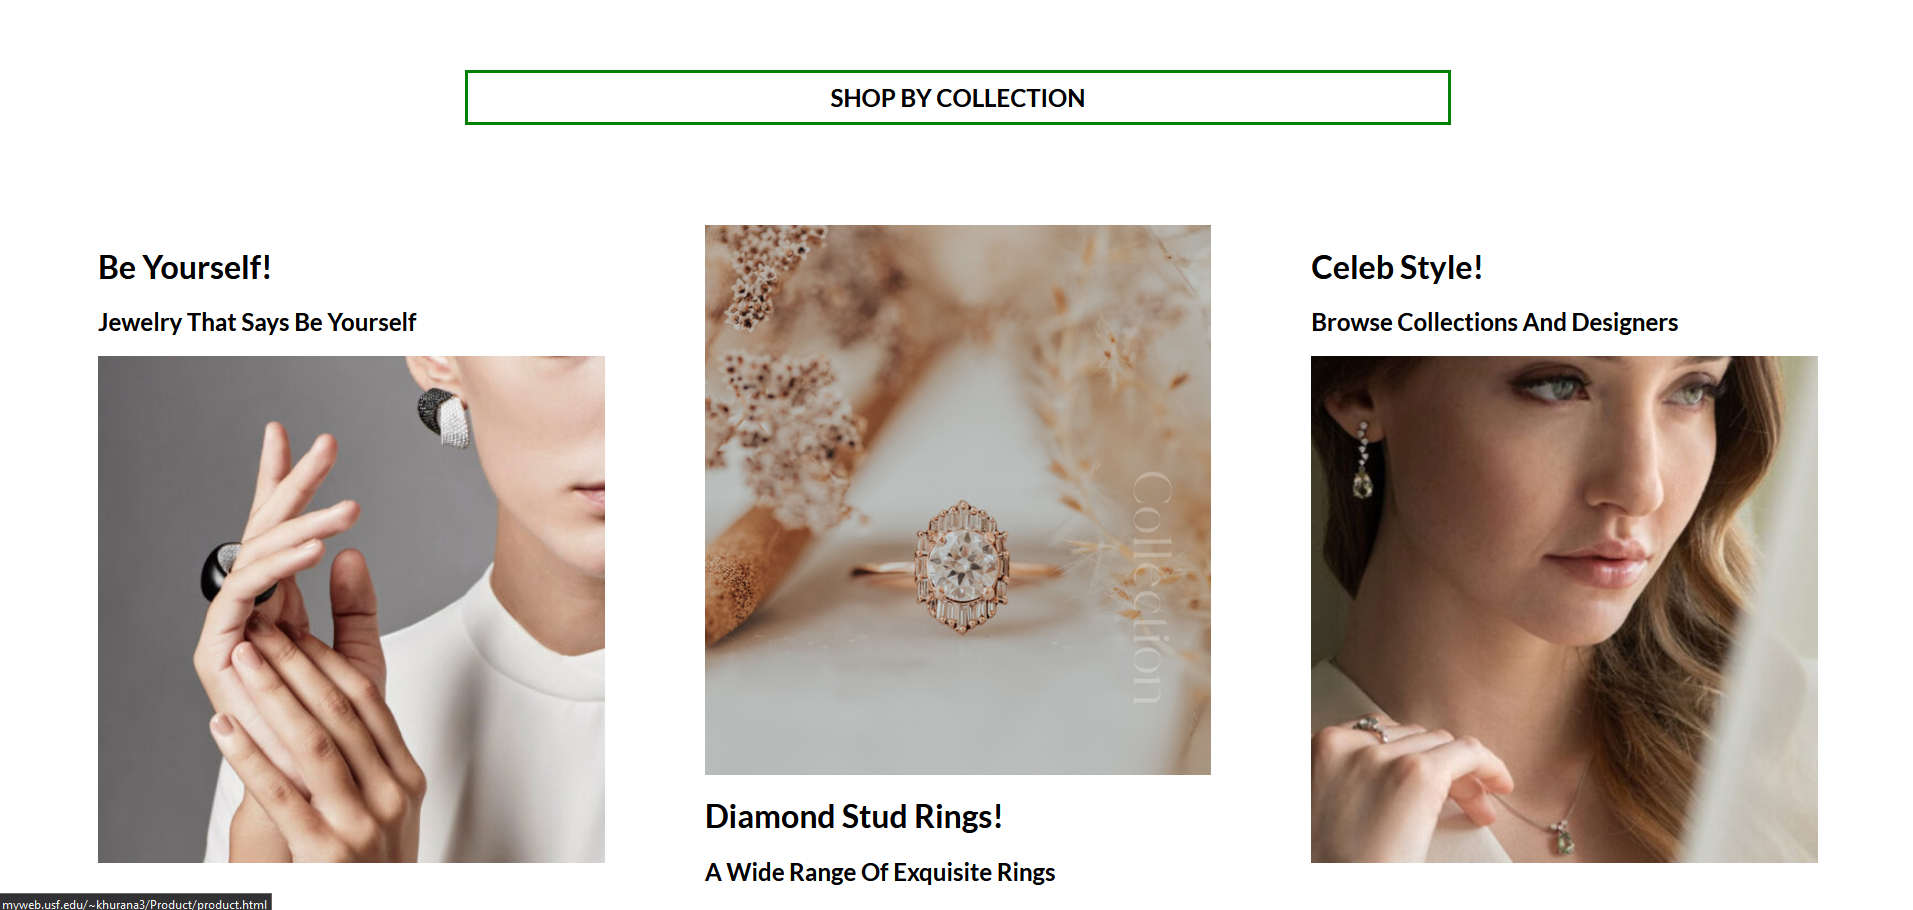 SHOP BY COLLECTION
Be Yourself!
Jewelry That Says Be Yourself
Collection
Diamond Stud Rings!
A Wide Range Of Exquisite Rings
Celeb Style!
Browse Collections And Designers
myweb.usf.edu/~khurana3/Product/product.html